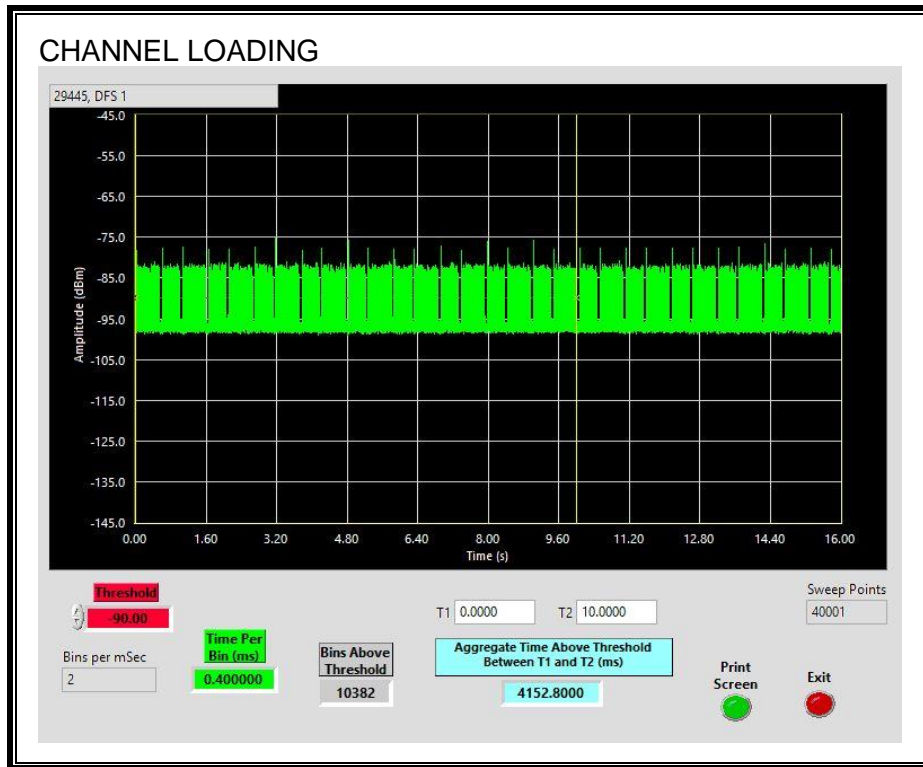 CHANNEL LOADING
29445, DFS 1
-45.0
-55.0
-65.0
-75.0
-85.0
-95.0
-105.0
-115.0
-125.0
-135.0
-145.0
Amplitude (dBm)
0.00 1.60 3.20 4.80 6.40 8.00 9.60 11.20 12.80 14.40 16.00
Time (s)
Threshold
-90.00
Bins per mSec
2
Time Per
Bin (ms)
0.400000
Bins Above
Threshold
10382
T1 0.0000 T2 10.0000
Aggregate Time Above Threshold
Between T1 and T2 (ms)
4152.8000
Print
Screen
Exit
Sweep Points
40001